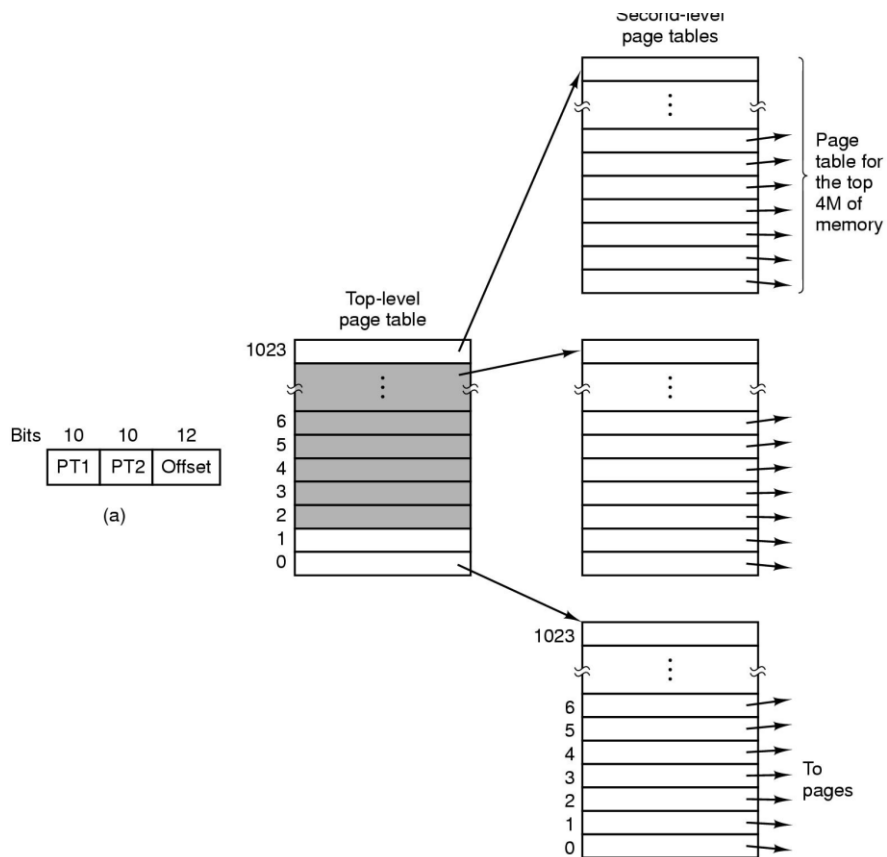 Second-level
page tables
Page
table for
the top
4M of
memory
Top-level
page table
1023
6
5
4
3
2
1
0
Bits 10 10 12
PT1 PT2 Offset
(a)
1023
6
5
4
3
2
1
0
To
pages